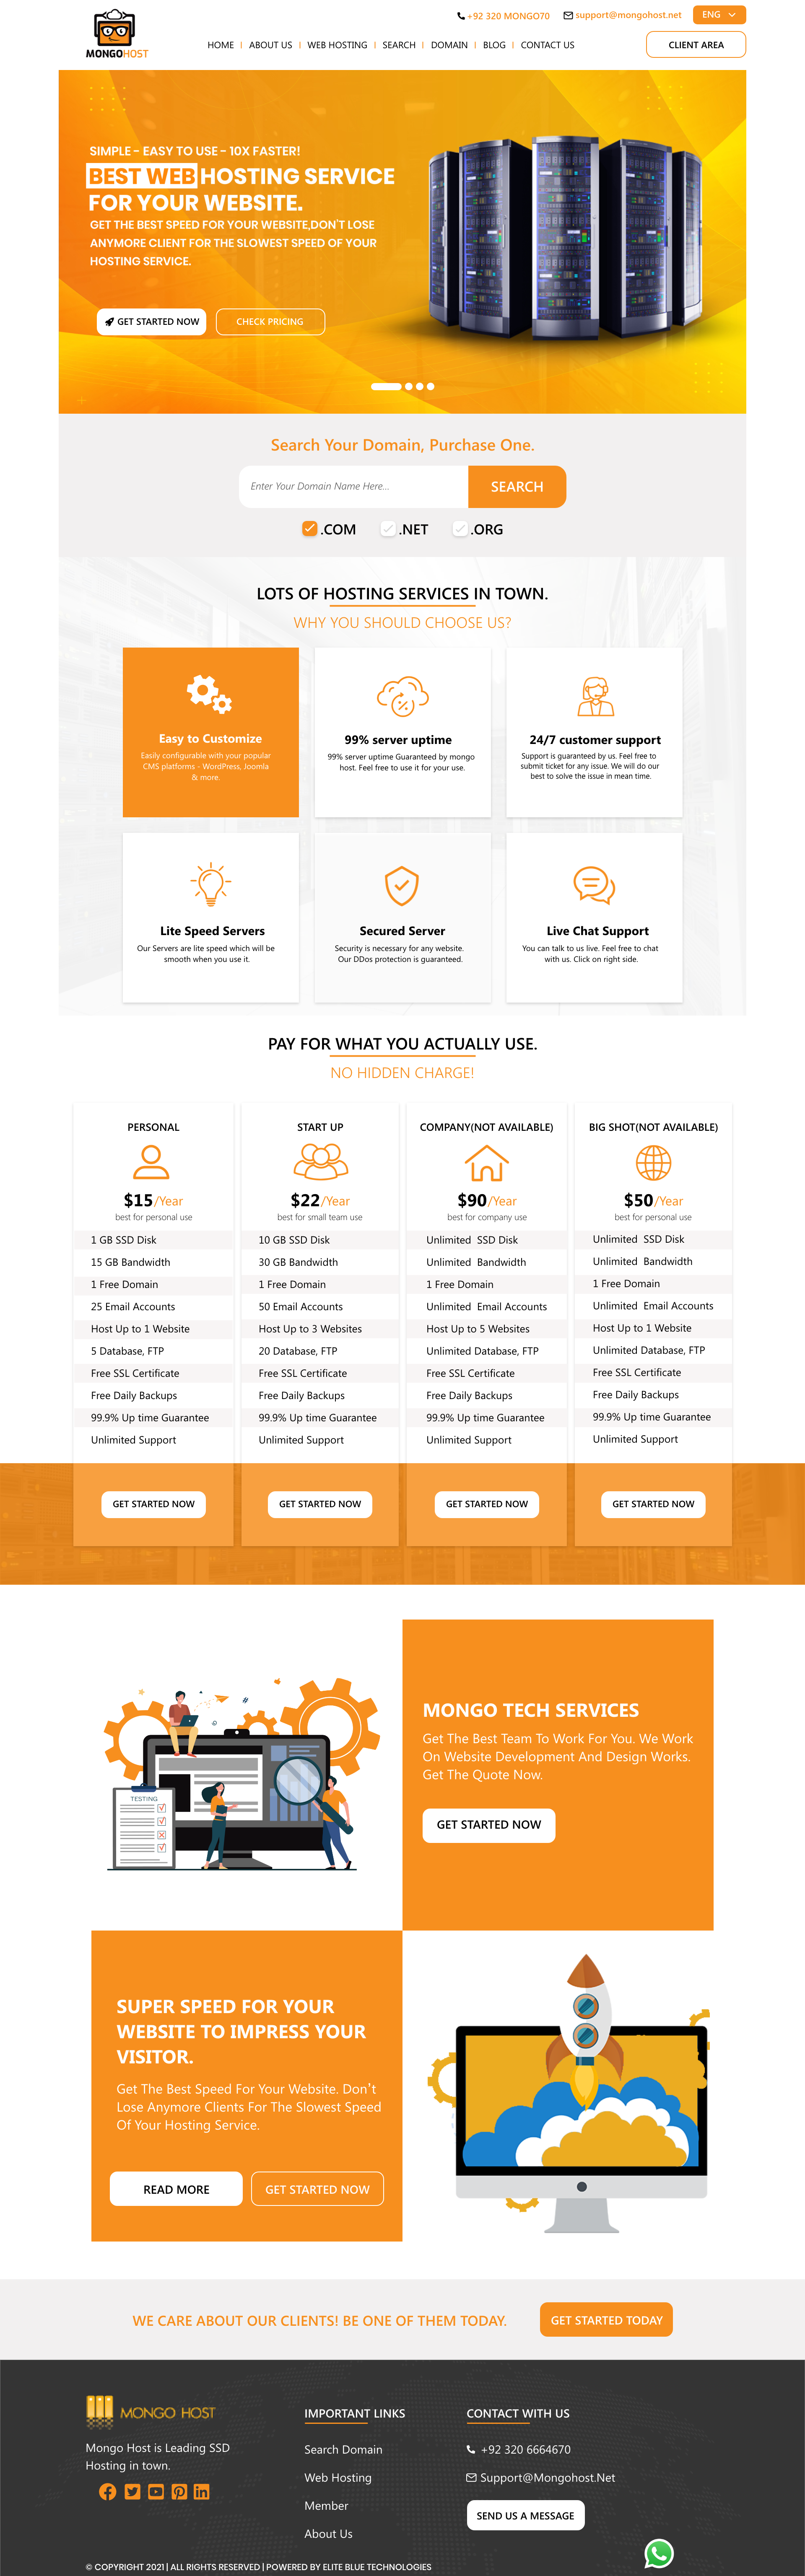 +92 320 MONGO70
support@mongohost.net
ENG
MONGOHOST
HOME | ABOUT US | WEB HOSTING | SEARCH | DOMAIN | BLOG | CONTACT US
CLIENT AREA
SIMPLE - EASY TO USE - 10X FASTER!
BEST WEB HOSTING SERVICE
FOR YOUR WEBSITE.
GET THE BEST SPEED FOR YOUR WEBSITE,DON'T LOSE
ANYMORE CLIENT FOR THE SLOWEST SPEED OF YOUR
HOSTING SERVICE.
GET STARTED NOW
CHECK PRICING
Search Your Domain, Purchase One.
Enter Your Domain Name Here...
SEARCH
.COM
.NET
.ORG
LOTS OF HOSTING SERVICES IN TOWN.
WHY YOU SHOULD CHOOSE US?
Easy to Customize
Easily configurable with your popular
CMS platforms - WordPress, Joomla
& more.
99% server uptime
99% server uptime Guaranteed by mongo
host. Feel free to use it for your use.
24/7 customer support
Support is guaranteed by us. Feel free to
submit ticket for any issue. We will do our
best to solve the issue in mean time.
Lite Speed Servers
Our Servers are lite speed which will be
smooth when you use it.
Secured Server
Security is necessary for any website.
Our DDos protection is guaranteed.
Live Chat Support
You can talk to us live. Feel free to chat
with us. Click on right side.
PAY FOR WHAT YOU ACTUALLY USE.
NO HIDDEN CHARGE!
PERSONAL
$15/Year
best for personal use
1 GB SSD Disk
15 GB Bandwidth
1 Free Domain
25 Email Accounts
Host Up to 1 Website
5 Database, FTP
Free SSL Certificate
Free Daily Backups
99.9% Up time Guarantee
Unlimited Support
GET STARTED NOW
START UP
$22/Year
best for small team use
10 GB SSD Disk
30 GB Bandwidth
1 Free Domain
50 Email Accounts
Host Up to 3 Websites
20 Database, FTP
Free SSL Certificate
Free Daily Backups
99.9% Up time Guarantee
Unlimited Support
GET STARTED NOW
COMPANY(NOT AVAILABLE)
$90/Year
best for company use
Unlimited SSD Disk
Unlimited Bandwidth
1 Free Domain
Unlimited Email Accounts
Host Up to 5 Websites
Unlimited Database, FTP
Free SSL Certificate
Free Daily Backups
99.9% Up time Guarantee
Unlimited Support
GET STARTED NOW
BIG SHOT(NOT AVAILABLE)
$50/Year
best for personal use
Unlimited SSD Disk
Unlimited Bandwidth
1 Free Domain
Unlimited Email Accounts
Host Up to 1 Website
Unlimited Database, FTP
Free SSL Certificate
Free Daily Backups
99.9% Up time Guarantee
Unlimited Support
GET STARTED NOW
TESTING
MONGO TECH SERVICES
Get The Best Team To Work For You. We Work
On Website Development And Design Works.
Get The Quote Now.
GET STARTED NOW
SUPER SPEED FOR YOUR
WEBSITE TO IMPRESS YOUR
VISITOR.
Get The Best Speed For Your Website. Don't
Lose Anymore Clients For The Slowest Speed
Of Your Hosting Service.
READ MORE
GET STARTED NOW
WE CARE ABOUT OUR CLIENTS! BE ONE OF THEM TODAY.
GET STARTED TODAY
MONGO HOST
Mongo Host is Leading SSD
Hosting in town.
IMPORTANT LINKS
Search Domain
Web Hosting
Member
About Us
CONTACT WITH US
+92 320 6664670
Support@Mongohost.Net
SEND US A MESSAGE
© COPYRIGHT 2021 | ALL RIGHTS RESERVED | POWERED BY ELITE BLUE TECHNOLOGIES